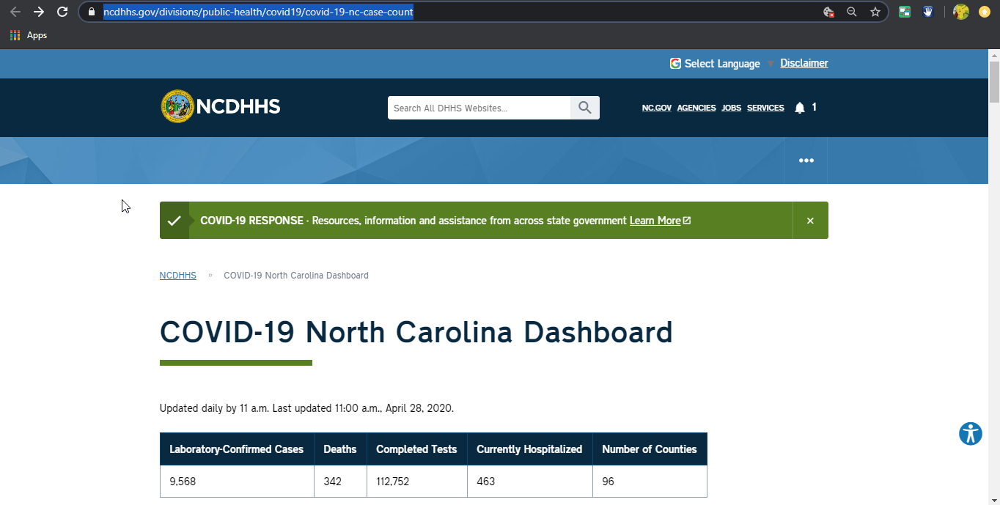 ncdhhs.gov/divisions/public-health/covid19/covid-19-nc-case-count
Apps
Select Language ▼ Disclaimer
NCDHHS
Search All DHHS Websites...
NC.GOV AGENCIES JOBS SERVICES 1
•••
COVID-19 RESPONSE · Resources, information and assistance from across state government Learn More
NCDHHS » COVID-19 North Carolina Dashboard
COVID-19 North Carolina Dashboard
Updated daily by 11 a.m. Last updated 11:00 a.m., April 28, 2020.
Laboratory-Confirmed Cases Deaths Completed Tests Currently Hospitalized Number of Counties
9,568 342 112,752 463 96